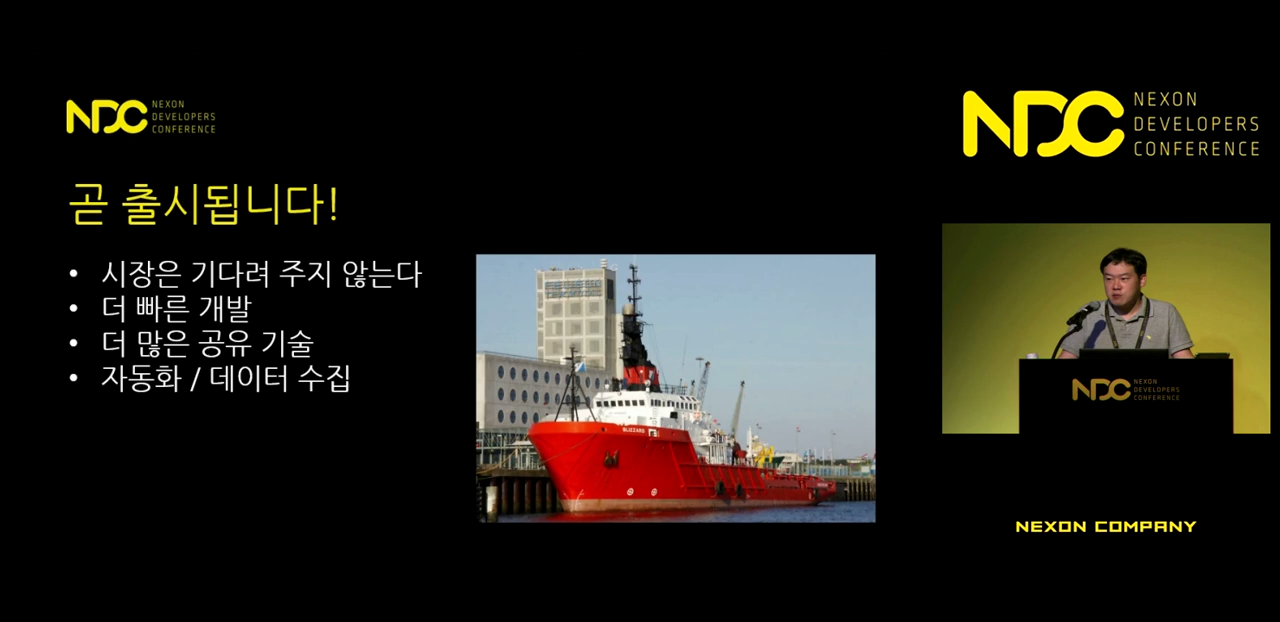 NDC NEXON
DEVELOPERS
CONFERENCE
곧 출시됩니다!
• 시장은 기다려 주지 않는다
• 더 빠른 개발
• 더 많은 공유 기술
• 자동화 / 데이터 수집
BLIZZARD
NDC NEXON
DEVELOPERS
CONFERENCE
NDC NEXON
DEVELOPERS
CONFERENCE
NEXON COMPANY